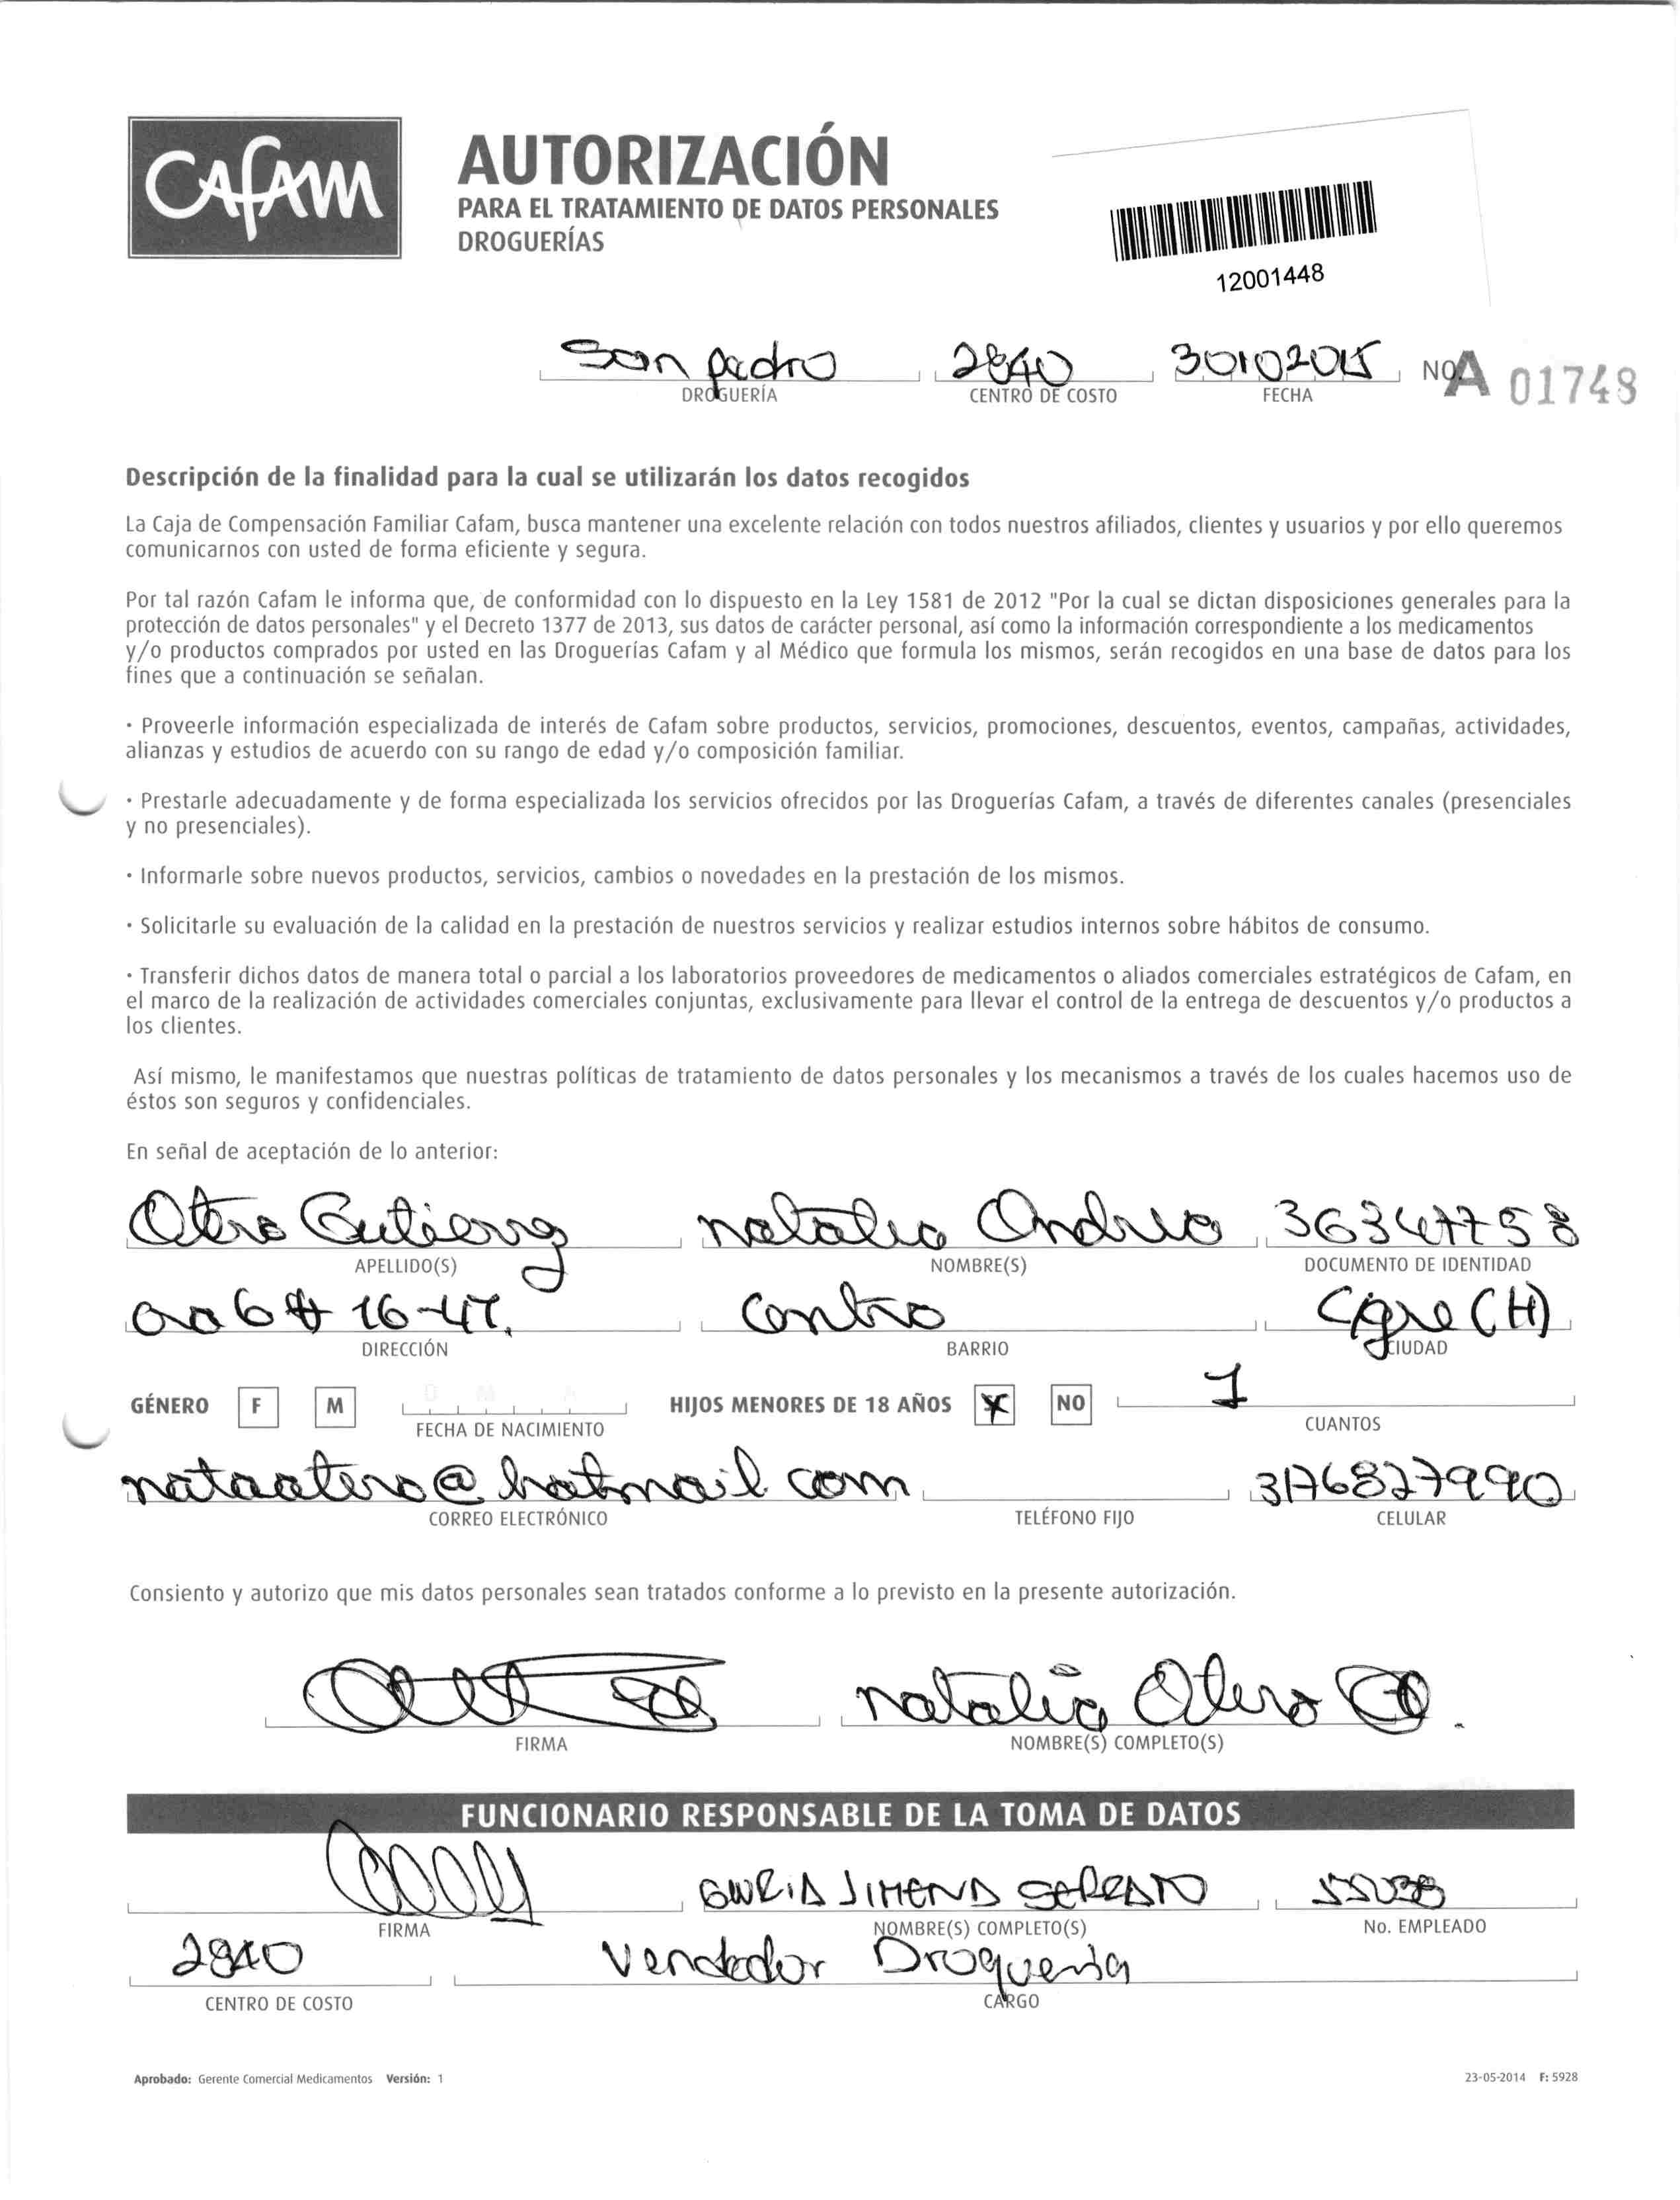 CAFAM
AUTORIZACIÓN
PARA EL TRATAMIENTO DE DATOS PERSONALES
DROGUERÍAS
12001448
San pedro 2840 30102015 NO. A 01748
DROGUERÍA CENTRO DE COSTO FECHA
Descripción de la finalidad para la cual se utilizarán los datos recogidos
La Caja de Compensación Familiar Cafam, busca mantener una excelente relación con todos nuestros afiliados, clientes y usuarios y por ello queremos
comunicarnos con usted de forma eficiente y segura.
Por tal razón Cafam le informa que, de conformidad con lo dispuesto en la Ley 1581 de 2012 "Por la cual se dictan disposiciones generales para la
protección de datos personales" y el Decreto 1377 de 2013, sus datos de carácter personal, así como la información correspondiente a los medicamentos
y/o productos comprados por usted en las Droguerías Cafam y al Médico que formula los mismos, serán recogidos en una base de datos para los
fines que a continuación se señalan.
· Proveerle información especializada de interés de Cafam sobre productos, servicios, promociones, descuentos, eventos, campañas, actividades,
alianzas y estudios de acuerdo con su rango de edad y/o composición familiar.
· Prestarle adecuadamente y de forma especializada los servicios ofrecidos por las Droguerías Cafam, a través de diferentes canales (presenciales
y no presenciales).
· Informarle sobre nuevos productos, servicios, cambios o novedades en la prestación de los mismos.
· Solicitarle su evaluación de la calidad en la prestación de nuestros servicios y realizar estudios internos sobre hábitos de consumo.
· Transferir dichos datos de manera total o parcial a los laboratorios proveedores de medicamentos o aliados comerciales estratégicos de Cafam, en
el marco de la realización de actividades comerciales conjuntas, exclusivamente para llevar el control de la entrega de descuentos y/o productos a
los clientes.
Así mismo, le manifestamos que nuestras políticas de tratamiento de datos personales y los mecanismos a través de los cuales hacemos uso de
éstos son seguros y confidenciales.
En señal de aceptación de lo anterior:
Otero Gutierrez natalia Andrea 36347758
APELLIDO(S) NOMBRE(S) DOCUMENTO DE IDENTIDAD
6 # 16-47. Centro (H)
DIRECCIÓN BARRIO CIUDAD
GÉNERO F M D M A HIJOS MENORES DE 18 AÑOS X NO 1
FECHA DE NACIMIENTO CUANTOS
nataotero@hotmail com 3176827990
CORREO ELECTRÓNICO TELÉFONO FIJO CELULAR
Consiento y autorizo que mis datos personales sean tratados conforme a lo previsto en la presente autorización.
natalia Otero G.
FIRMA NOMBRE(S) COMPLETO(S)
FUNCIONARIO RESPONSABLE DE LA TOMA DE DATOS
GLORIA JIMENA SERRATO
FIRMA NOMBRE(S) COMPLETO(S) No. EMPLEADO
2840 Vendedor Drogueria
CENTRO DE COSTO CARGO
Aprobado: Gerente Comercial Medicamentos Versión: 1 23-05-2014 F: 5928